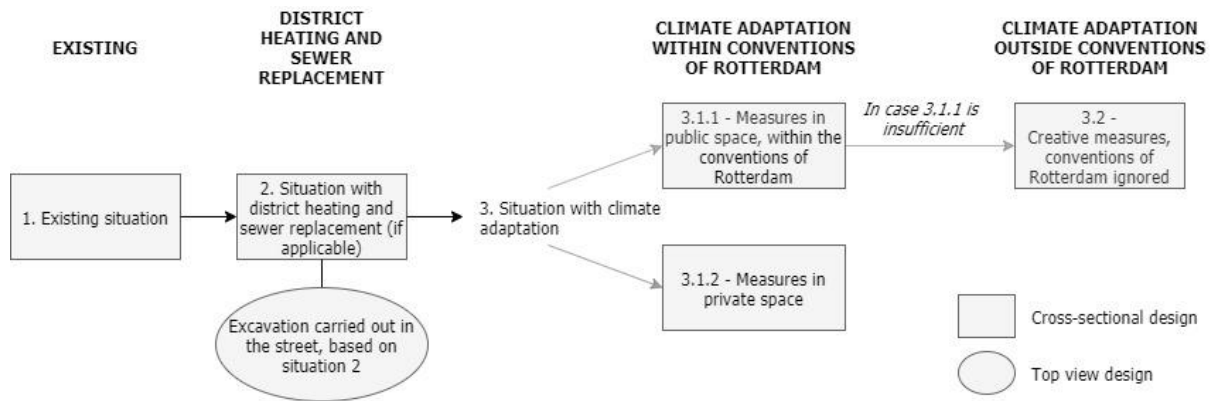 EXISTING
DISTRICT
HEATING AND
SEWER
REPLACEMENT
CLIMATE ADAPTATION
WITHIN CONVENTIONS
OF ROTTERDAM
CLIMATE ADAPTATION
OUTSIDE CONVENTIONS
OF ROTTERDAM
1. Existing situation
2. Situation with
district heating and
sewer replacement (if
applicable)
Excavation carried out in
the street, based on
situation 2
3. Situation with climate
adaptation
3.1.1 - Measures in
public space, within the
conventions of
Rotterdam
In case 3.1.1 is
insufficient
3.2 -
Creative measures,
conventions of
Rotterdam ignored
3.1.2 - Measures in
private space
Cross-sectional design
Top view design